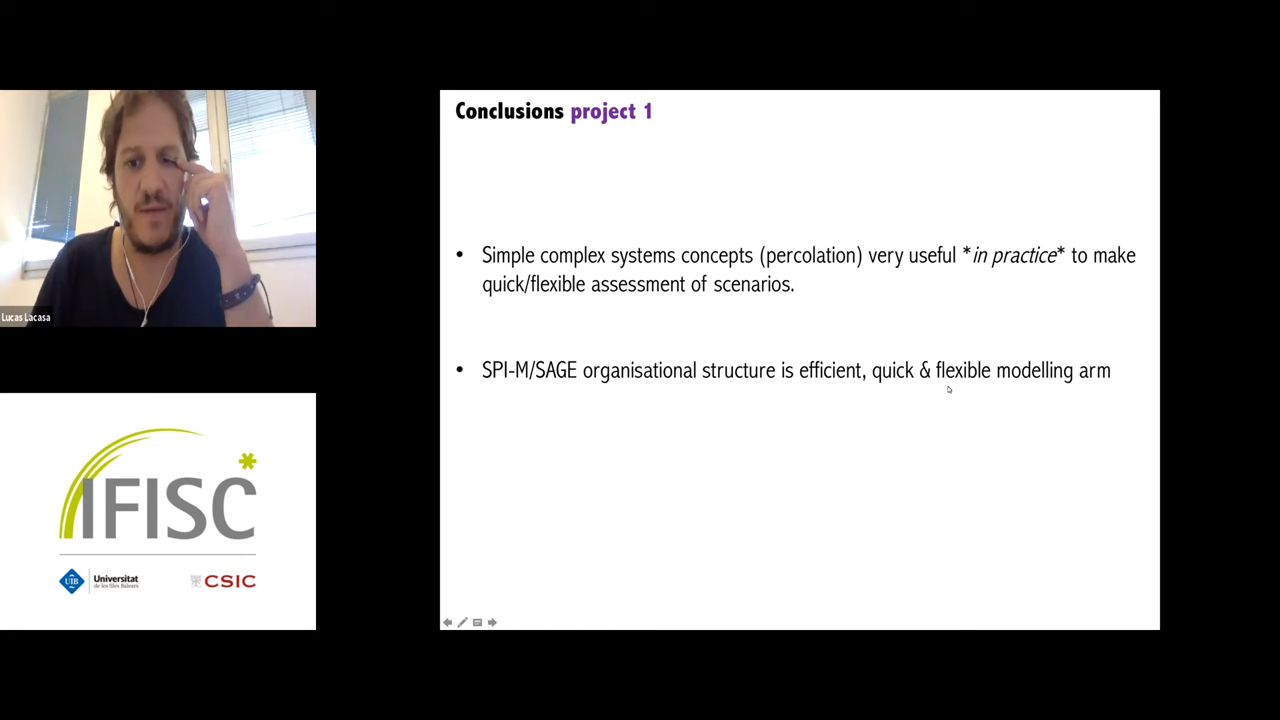 Conclusions project 1
Lucas Lacasa
• Simple complex systems concepts (percolation) very useful *in practice* to make
quick/flexible assessment of scenarios.
• SPI-M/SAGE organisational structure is efficient, quick & flexible modelling arm
IFISC
UIB
Universitat
de les Illes Balears
CSIC